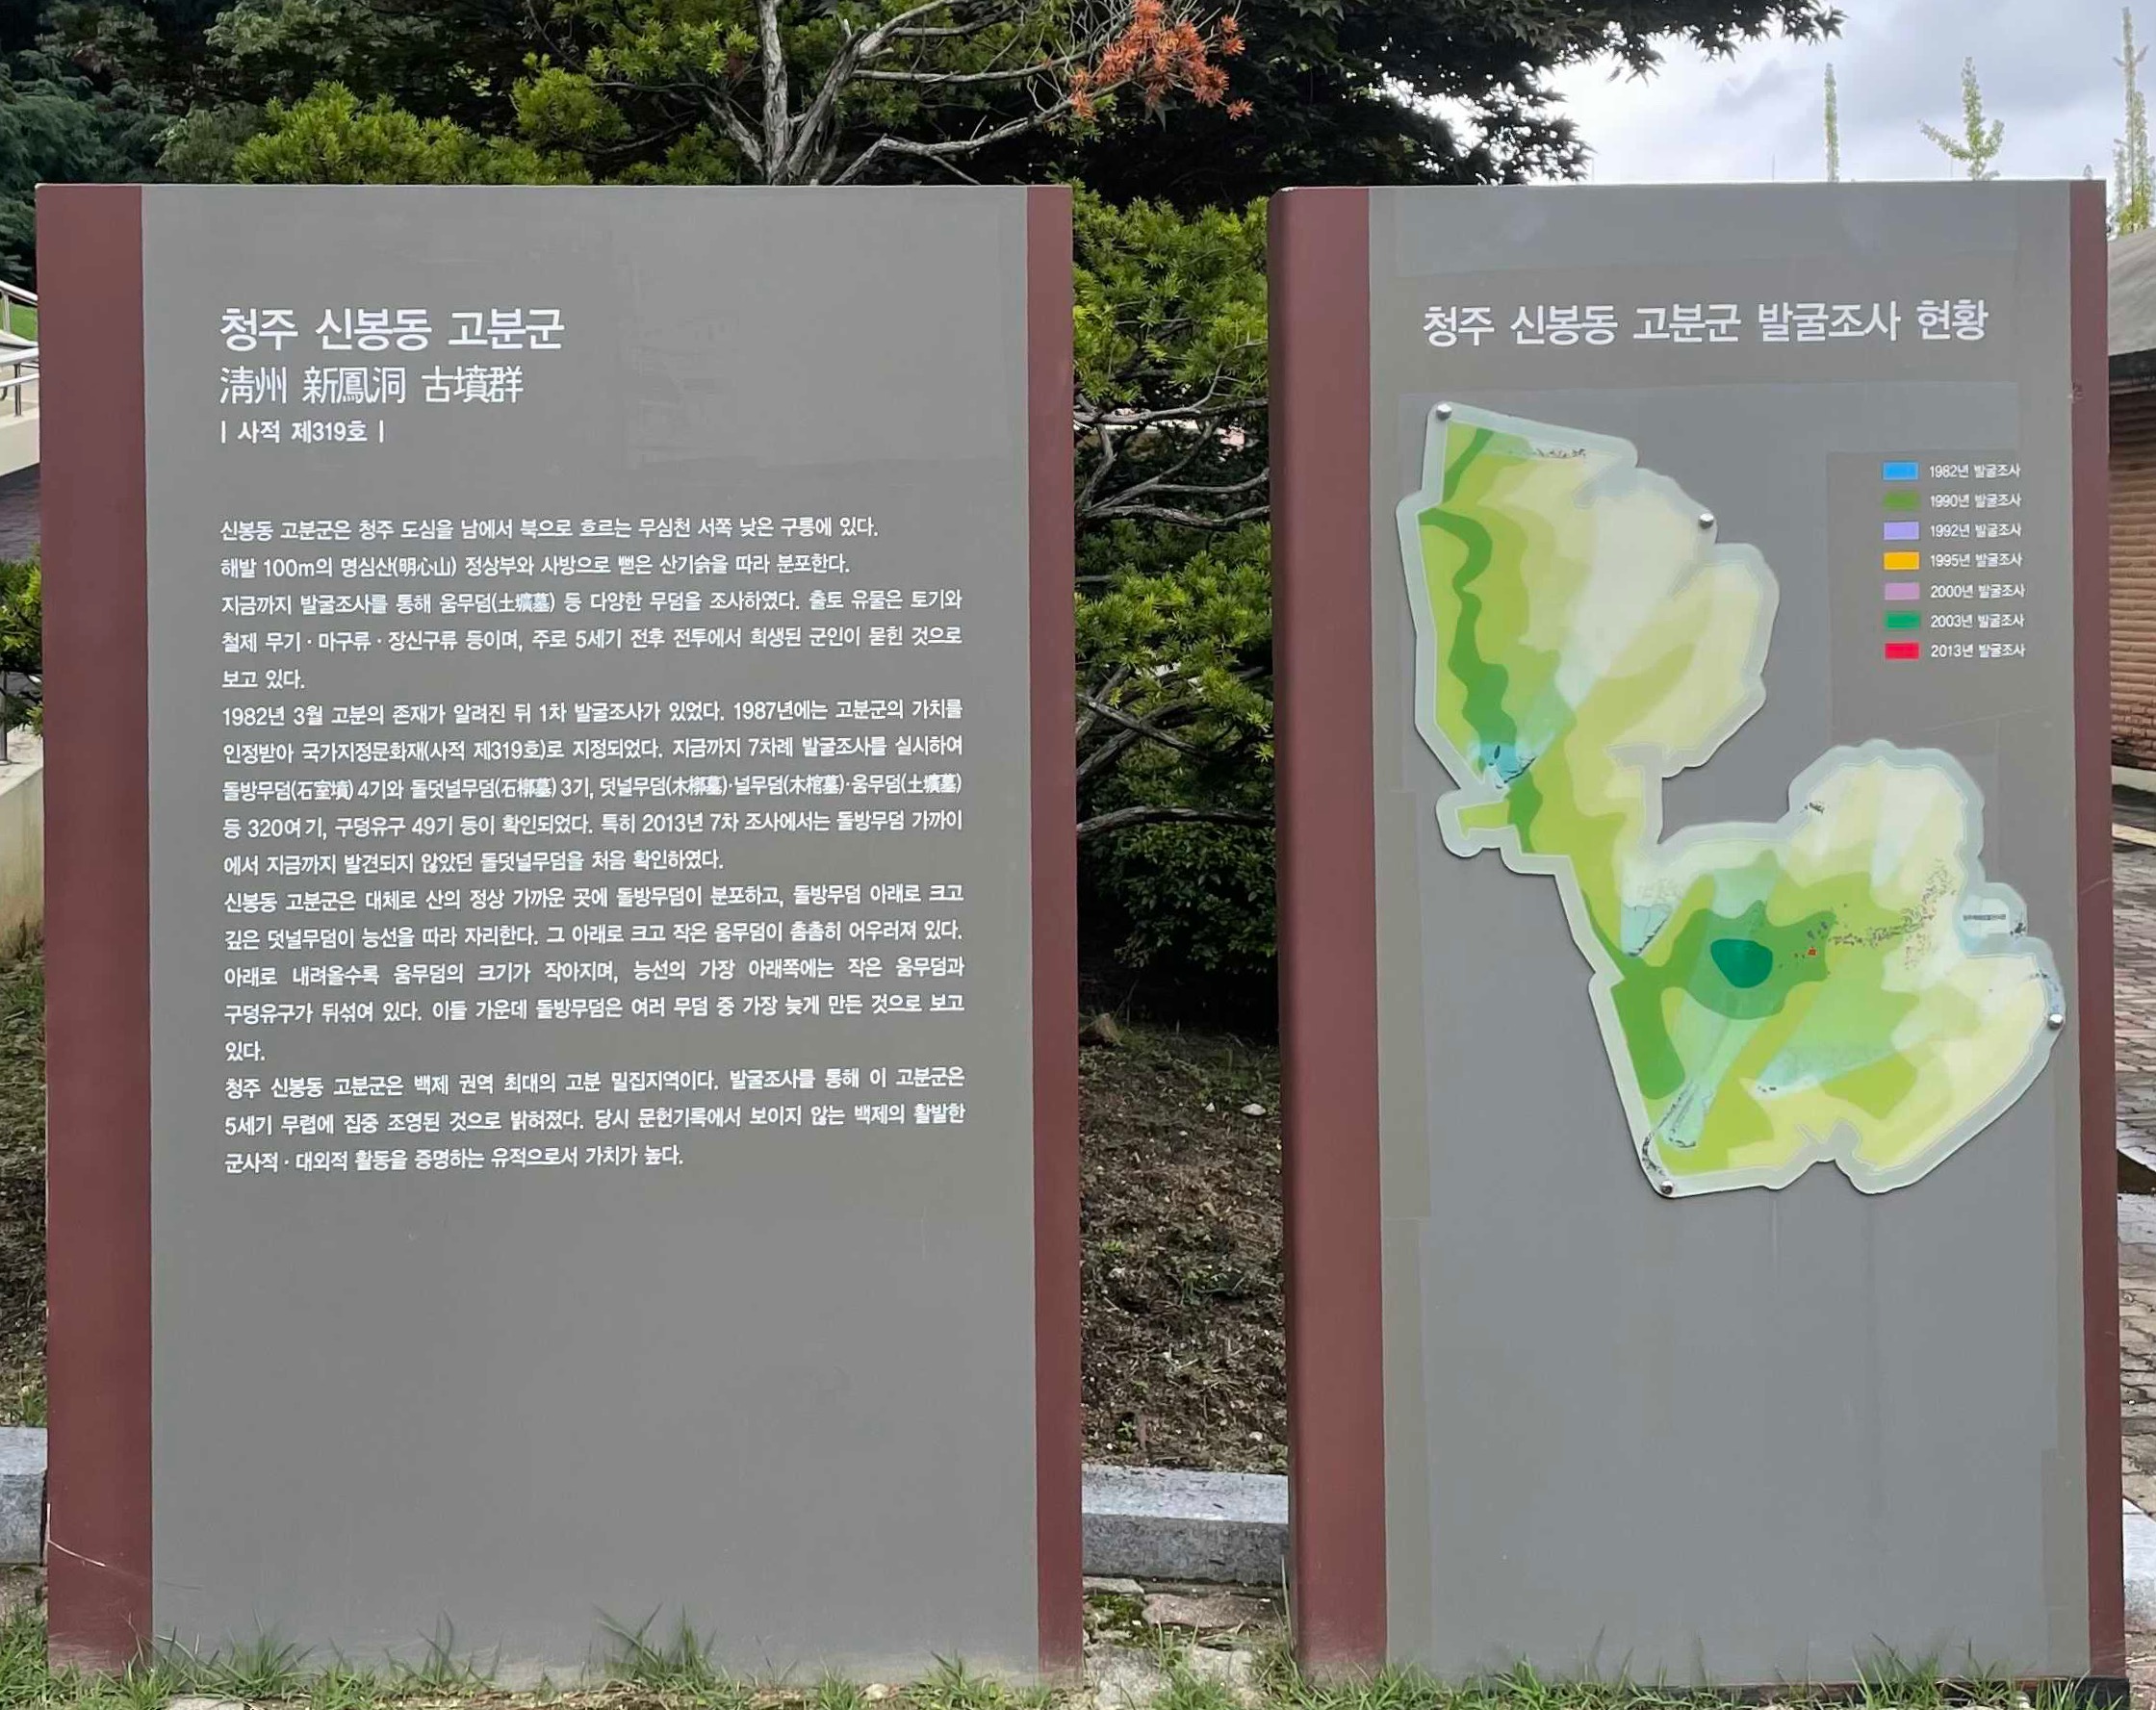 청주 신봉동 고분군
淸州 新鳳洞 古墳群
| 사적 제319호 |
신봉동 고분군은 청주 도심을 남에서 북으로 흐르는 무심천 서쪽 낮은 구릉에 있다.
해발 100m의 명심산(明心山) 정상부와 사방으로 뻗은 산기슭을 따라 분포한다.
지금까지 발굴조사를 통해 움무덤(土壙墓) 등 다양한 무덤을 조사하였다. 출토 유물은 토기와
철제 무기·마구류·장신구류 등이며, 주로 5세기 전후 전투에서 희생된 군인이 묻힌 것으로
보고 있다.
1982년 3월 고분의 존재가 알려진 뒤 1차 발굴조사가 있었다. 1987년에는 고분군의 가치를
인정받아 국가지정문화재(사적 제319호)로 지정되었다. 지금까지 7차례 발굴조사를 실시하여
돌방무덤(石室墳) 4기와 돌덧널무덤(石槨墓) 3기, 덧널무덤(木槨墓)·널무덤(木棺墓)·움무덤(土壙墓)
등 320여 기, 구덩유구 49기 등이 확인되었다. 특히 2013년 7차 조사에서는 돌방무덤 가까이
에서 지금까지 발견되지 않았던 돌덧널무덤을 처음 확인하였다.
신봉동 고분군은 대체로 산의 정상 가까운 곳에 돌방무덤이 분포하고, 돌방무덤 아래로 크고
깊은 덧널무덤이 능선을 따라 자리한다. 그 아래로 크고 작은 움무덤이 촘촘히 어우러져 있다.
아래로 내려올수록 움무덤의 크기가 작아지며, 능선의 가장 아래쪽에는 작은 움무덤과
구덩유구가 뒤섞여 있다. 이들 가운데 돌방무덤은 여러 무덤 중 가장 늦게 만든 것으로 보고
있다.
청주 신봉동 고분군은 백제 권역 최대의 고분 밀집지역이다. 발굴조사를 통해 이 고분군은
5세기 무렵에 집중 조영된 것으로 밝혀졌다. 당시 문헌기록에서 보이지 않는 백제의 활발한
군사적·대외적 활동을 증명하는 유적으로서 가치가 높다.
청주 신봉동 고분군 발굴조사 현황
1982년 발굴조사
1990년 발굴조사
1992년 발굴조사
1995년 발굴조사
2000년 발굴조사
2003년 발굴조사
2013년 발굴조사